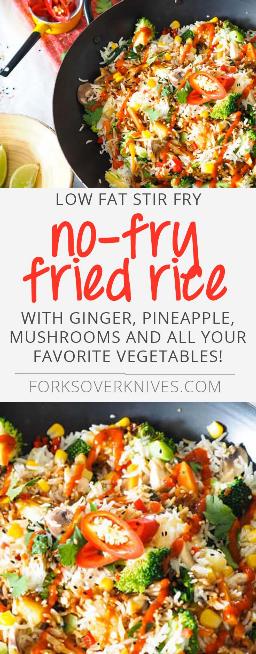 LOW FAT STIR FRY
no-fry
fried rice
WITH GINGER, PINEAPPLE,
MUSHROOMS AND ALL YOUR
FAVORITE VEGETABLES!
FORKSOVERKNIVES.COM